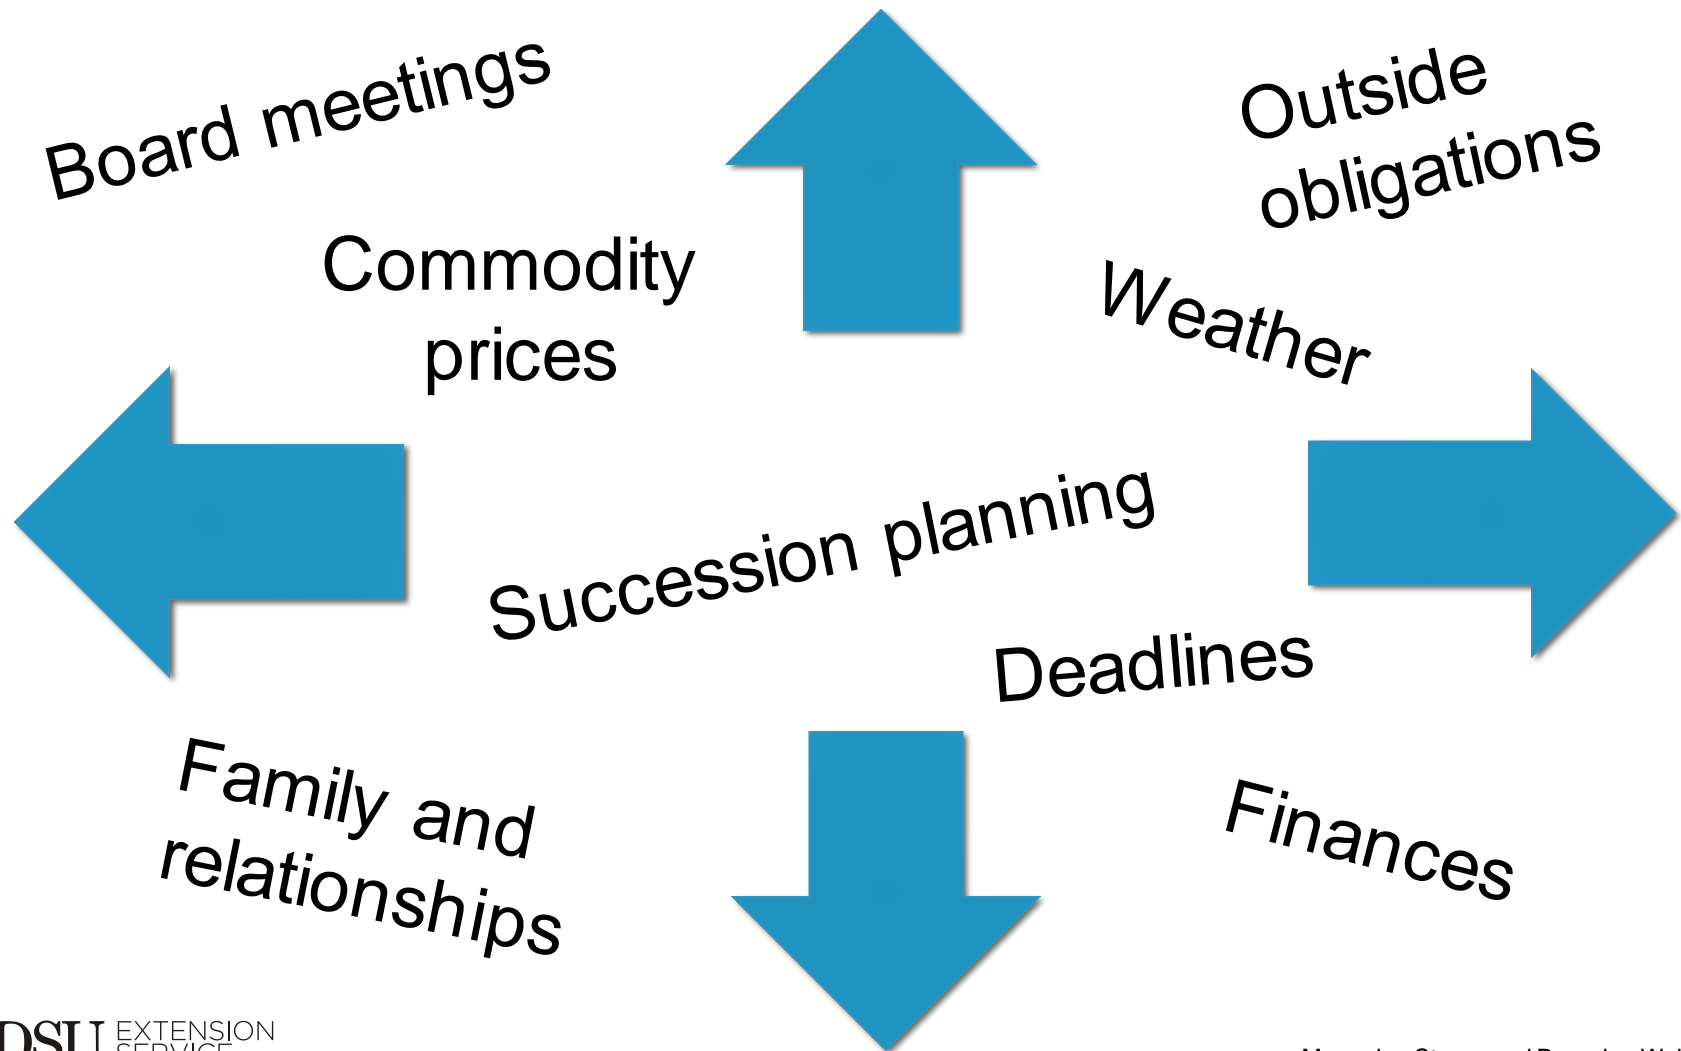 Board meetings
Outside
obligations
Commodity
prices
Weather
Succession planning
Deadlines
Family and
relationships
Finances
EXTENSION